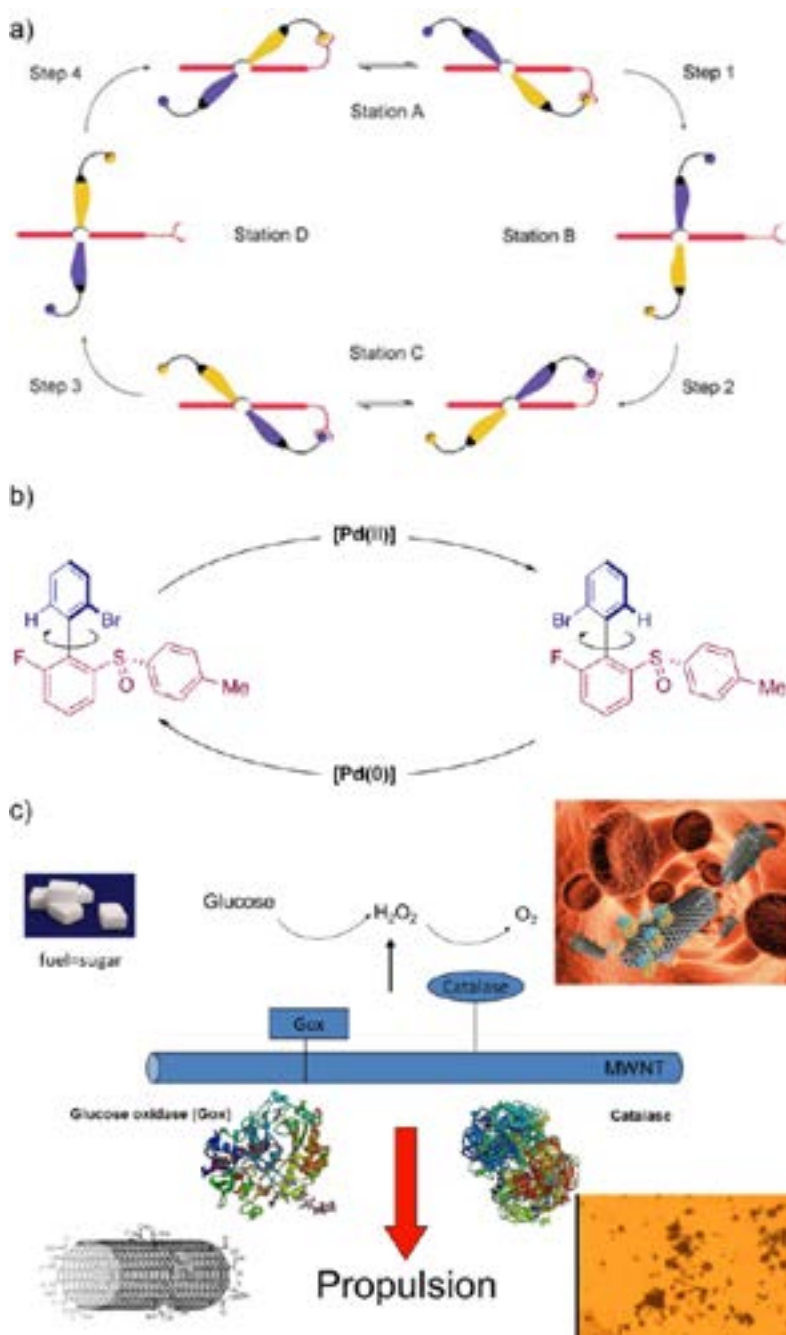 a)
Step 4
Step 1
Station A
Station D
Station B
Station C
Step 3
Step 2
b)
[Pd(II)]
H
Br
F
S
O
Me
Br
H
F
S
O
Me
[Pd(0)]
c)
Glucose
H₂O₂
O₂
fuel=sugar
Catalase
Gox
MWNT
Glucose oxidase (Gox)
Catalase
Propulsion